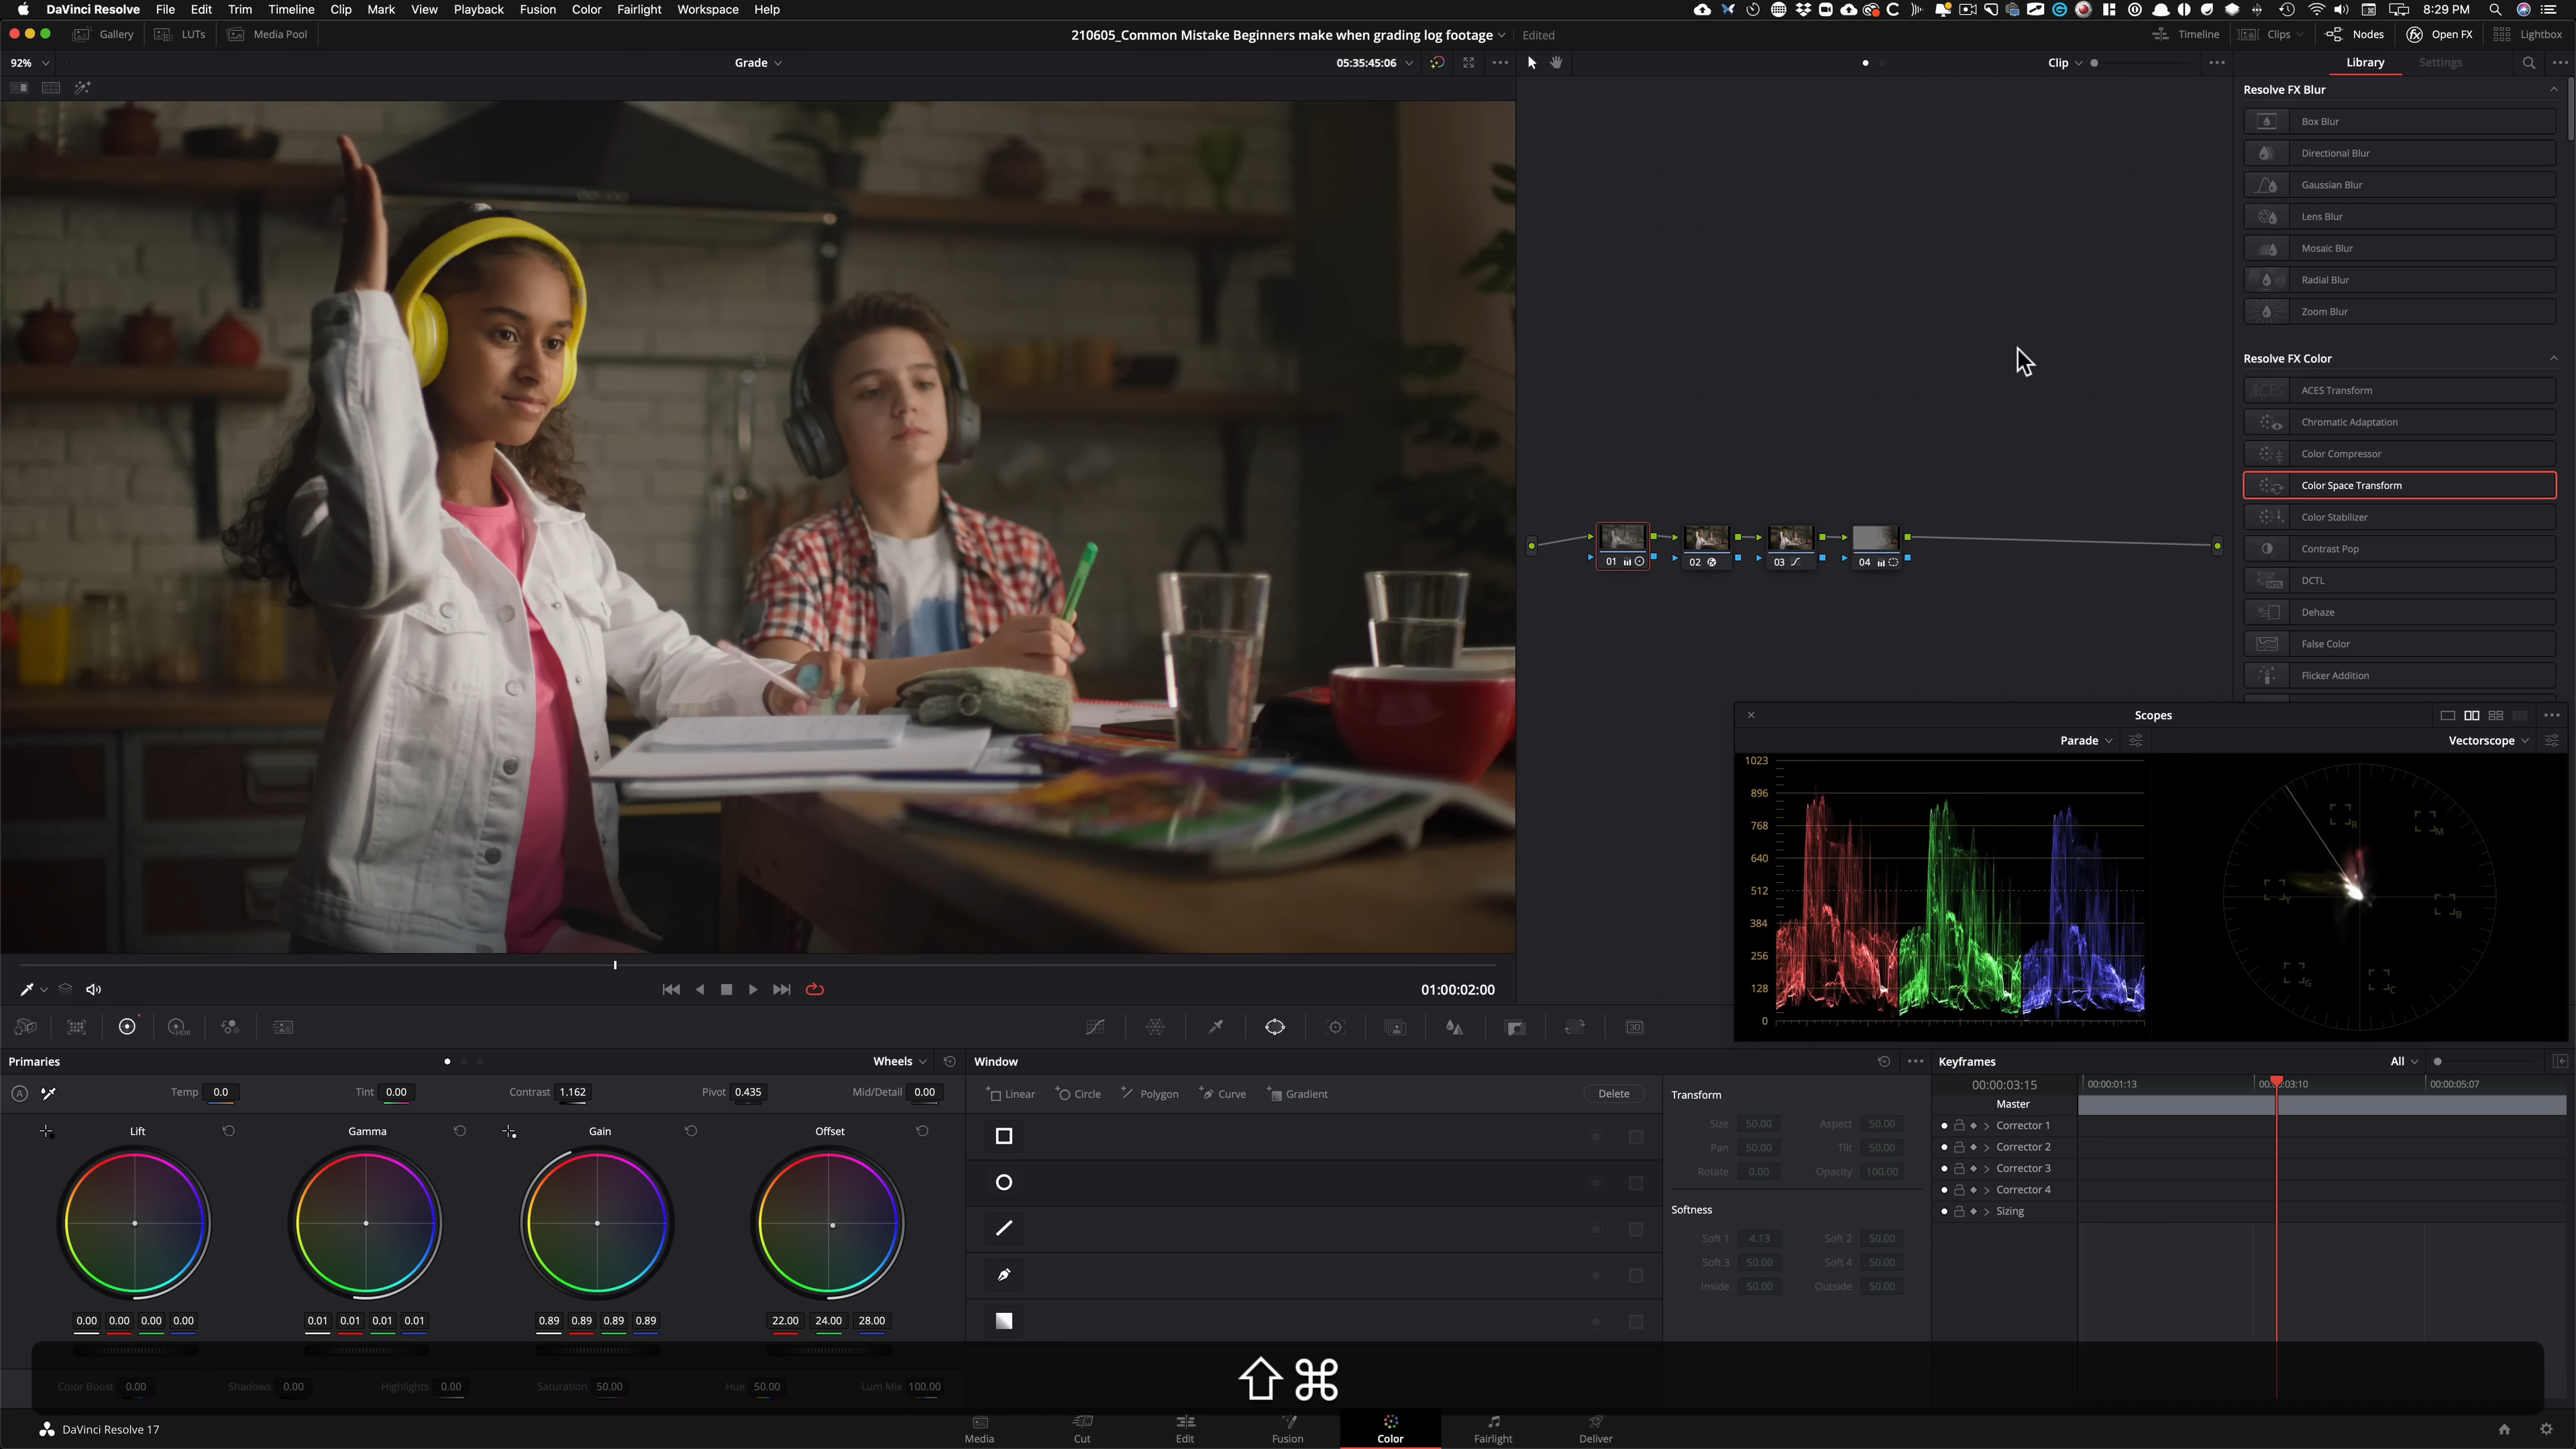 DaVinci Resolve File Edit Trim Timeline Clip Mark View Playback Fusion Color Fairlight Workspace Help 8:29 PM
Gallery LUTs Media Pool 210605_Common Mistake Beginners make when grading log footage Edited Timeline Clips Nodes Open FX Lightbox
92% Grade 05:35:45:06 Clip Library Settings
Resolve FX Blur
Box Blur
Directional Blur
Gaussian Blur
Lens Blur
Mosaic Blur
Radial Blur
Zoom Blur
Resolve FX Color
ACES Transform
Chromatic Adaptation
Color Compressor
Color Space Transform
Color Stabilizer
Contrast Pop
DCTL
Dehaze
False Color
Flicker Addition
01 02 03 04
Scopes
Parade Vectorscope
1023
896
768
640
512
384
256
128
0
R M Y B G C
01:00:02:00
HDR 3D
Primaries Wheels Window Keyframes All
Temp 0.0 Tint 0.00 Contrast 1.162 Pivot 0.435 Mid/Detail 0.00
Linear Circle Polygon Curve Gradient Delete
Lift Gamma Gain Offset
0.00 0.00 0.00 0.00 0.01 0.01 0.01 0.01 0.89 0.89 0.89 0.89 22.00 24.00 28.00
Color Boost 0.00 Shadows 0.00 Highlights 0.00 Saturation 50.00 Hue 50.00 Lum Mix 100.00
Transform
Size 50.00 Aspect 50.00
Pan 50.00 Tilt 50.00
Rotate 0.00 Opacity 100.00
Softness
Soft 1 4.13 Soft 2 50.00
Soft 3 50.00 Soft 4 50.00
Inside 50.00 Outside 50.00
00:00:03:15 00:00:01:13 00:00:03:10 00:00:05:07
Master
Corrector 1
Corrector 2
Corrector 3
Corrector 4
Sizing
⇧ ⌘
DaVinci Resolve 17 Media Cut Edit Fusion Color Fairlight Deliver